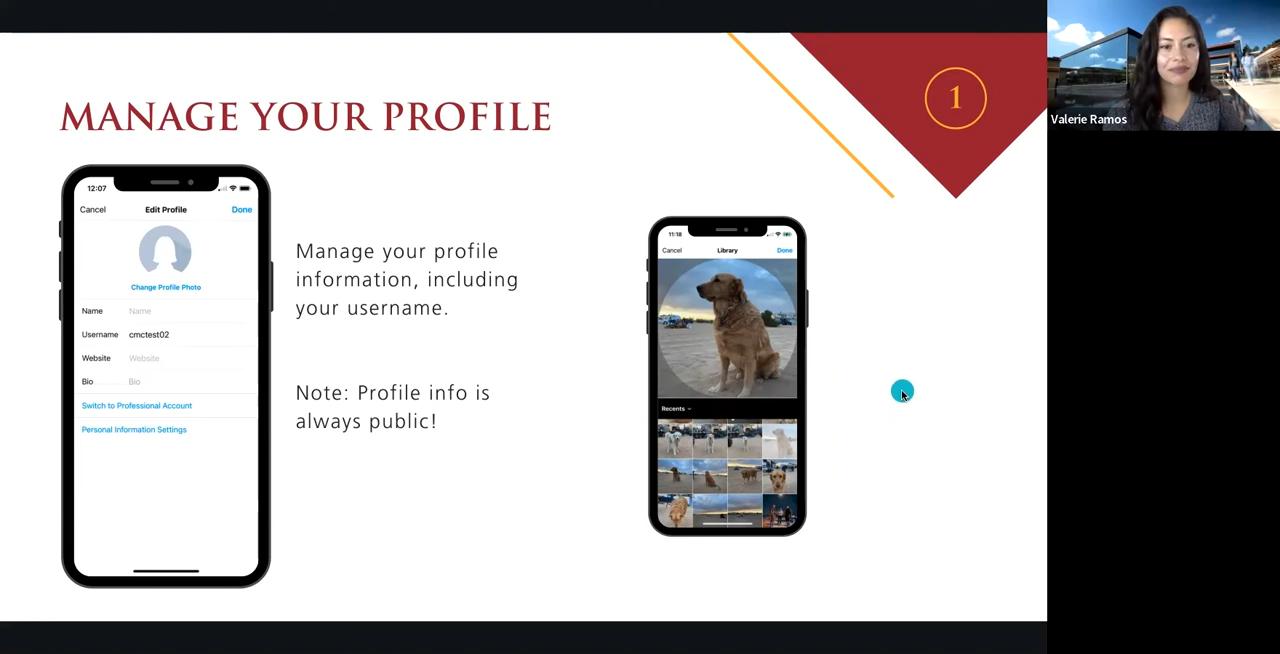 MANAGE YOUR PROFILE
1
Valerie Ramos
12:07
Cancel Edit Profile Done
Change Profile Photo
Name Name
Username cmctest02
Website Website
Bio Bio
Switch to Professional Account
Personal Information Settings
Manage your profile
information, including
your username.
Note: Profile info is
always public!
11:18
Cancel Library Done
Recents